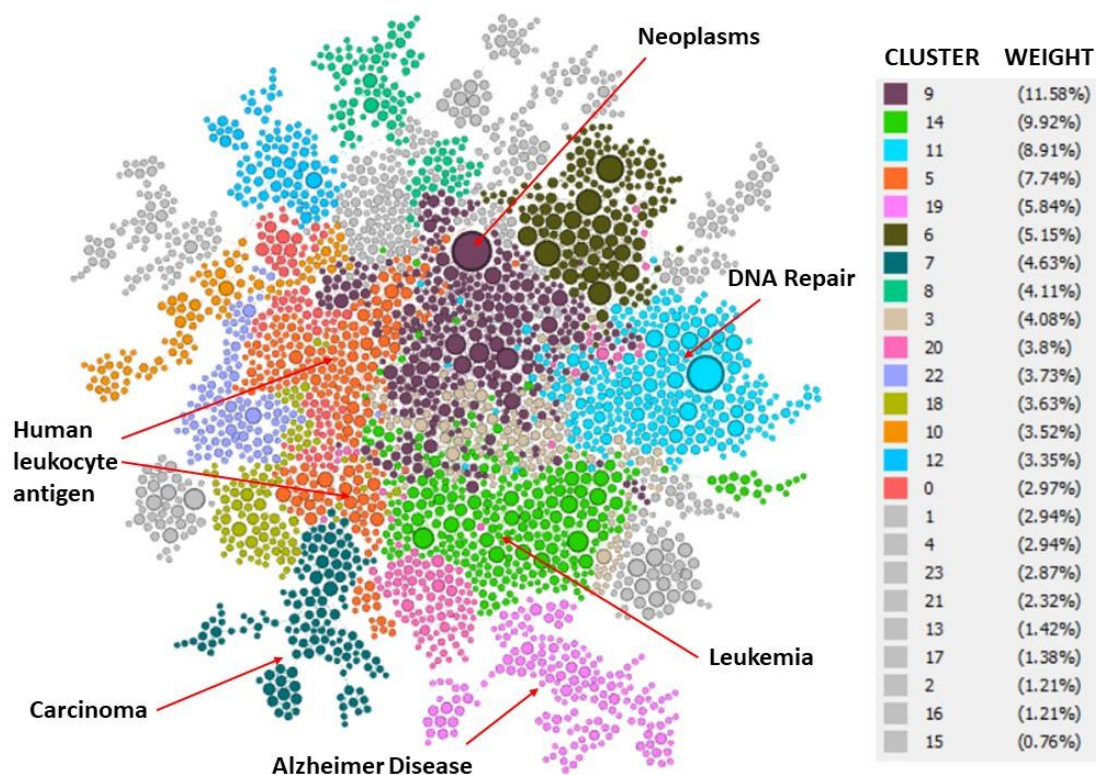 Neoplasms
DNA Repair
Human
leukocyte
antigen
Leukemia
Carcinoma
Alzheimer Disease
CLUSTER WEIGHT
9 (11.58%)
14 (9.92%)
11 (8.91%)
5 (7.74%)
19 (5.84%)
6 (5.15%)
7 (4.63%)
8 (4.11%)
3 (4.08%)
20 (3.8%)
22 (3.73%)
18 (3.63%)
10 (3.52%)
12 (3.35%)
0 (2.97%)
1 (2.94%)
4 (2.94%)
23 (2.87%)
21 (2.32%)
13 (1.42%)
17 (1.38%)
2 (1.21%)
16 (1.21%)
15 (0.76%)